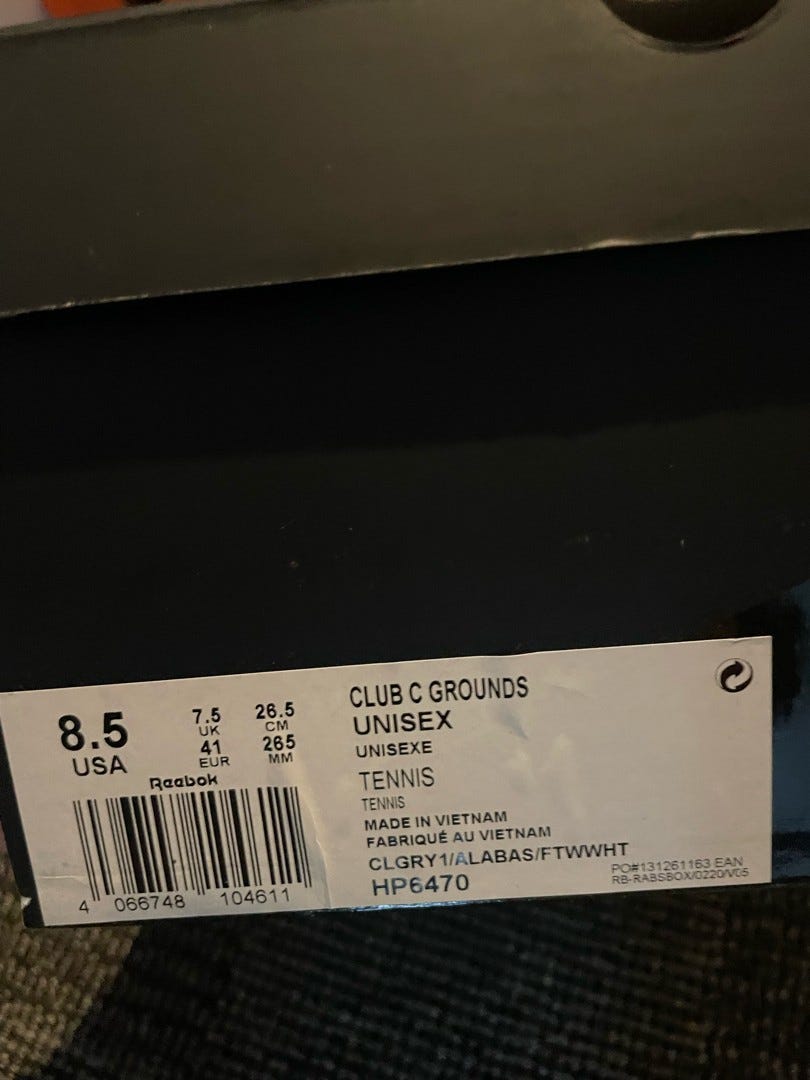 8.5
USA
7.5
UK
41
EUR
26.5
CM
265
MM
Reebok
4 066748 104611
CLUB C GROUNDS
UNISEX
UNISEXE
TENNIS
TENNIS
MADE IN VIETNAM
FABRIQUÉ AU VIETNAM
CLGRY1/ALABAS/FTWWHT
HP6470
PO#131261163 EAN
RB-RABSBOX/0220/V05